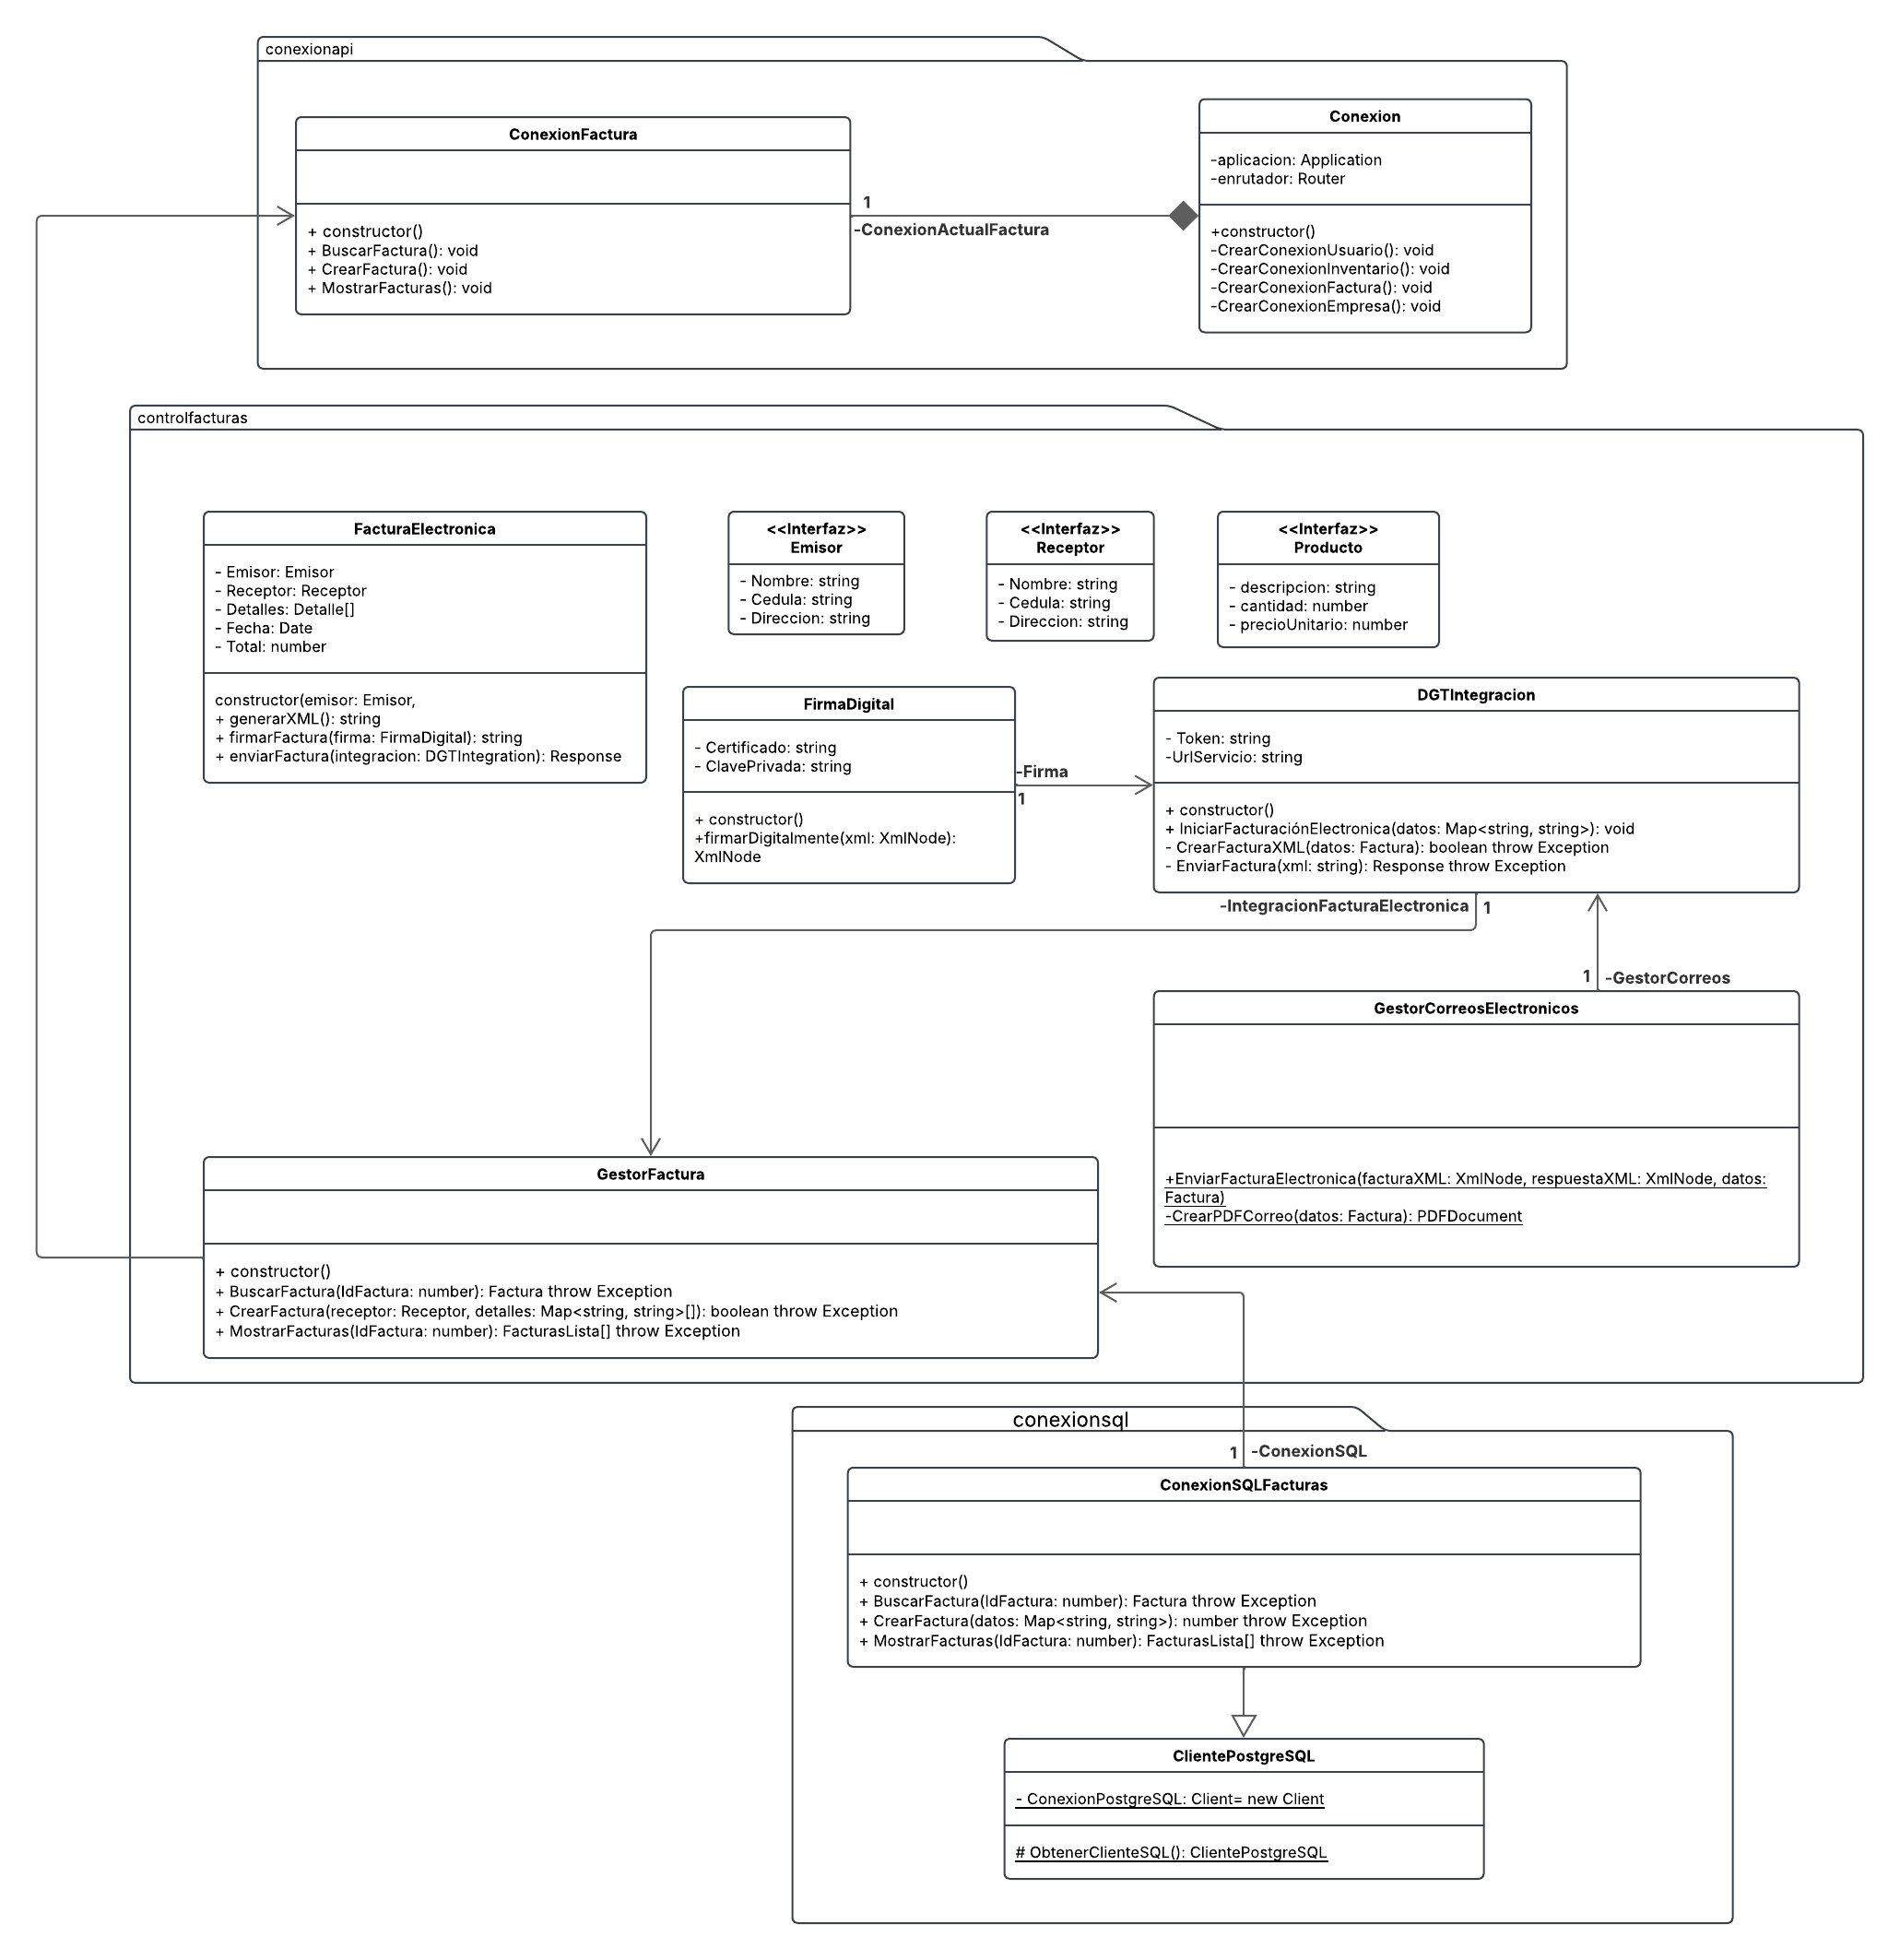 conexionapi
ConexionFactura
+ constructor()
+ BuscarFactura(): void
+ CrearFactura(): void
+ MostrarFacturas(): void
1
-ConexionActualFactura
Conexion
-aplicacion: Application
-enrutador: Router
+constructor()
-CrearConexionUsuario(): void
-CrearConexionInventario(): void
-CrearConexionFactura(): void
-CrearConexionEmpresa(): void
controlfacturas
FacturaElectronica
- Emisor: Emisor
- Receptor: Receptor
- Detalles: Detalle[]
- Fecha: Date
- Total: number
constructor(emisor: Emisor,
+ generarXML(): string
+ firmarFactura(firma: FirmaDigital): string
+ enviarFactura(integracion: DGTIntegration): Response
<<Interfaz>>
Emisor
- Nombre: string
- Cedula: string
- Direccion: string
<<Interfaz>>
Receptor
- Nombre: string
- Cedula: string
- Direccion: string
<<Interfaz>>
Producto
- descripcion: string
- cantidad: number
- precioUnitario: number
FirmaDigital
- Certificado: string
- ClavePrivada: string
+ constructor()
+firmarDigitalmente(xml: XmlNode):
XmlNode
-Firma
1
DGTIntegracion
- Token: string
-UrlServicio: string
+ constructor()
+ IniciarFacturaciónElectronica(datos: Map<string, string>): void
- CrearFacturaXML(datos: Factura): boolean throw Exception
- EnviarFactura(xml: string): Response throw Exception
-IntegracionFacturaElectronica
1
1
-GestorCorreos
GestorCorreosElectronicos
+EnviarFacturaElectronica(facturaXML: XmlNode, respuestaXML: XmlNode, datos:
Factura)
-CrearPDFCorreo(datos: Factura): PDFDocument
GestorFactura
+ constructor()
+ BuscarFactura(IdFactura: number): Factura throw Exception
+ CrearFactura(receptor: Receptor, detalles: Map<string, string>[]): boolean throw Exception
+ MostrarFacturas(IdFactura: number): FacturasLista[] throw Exception
conexionsql
1
-ConexionSQL
ConexionSQLFacturas
+ constructor()
+ BuscarFactura(IdFactura: number): Factura throw Exception
+ CrearFactura(datos: Map<string, string>): number throw Exception
+ MostrarFacturas(IdFactura: number): FacturasLista[] throw Exception
ClientePostgreSQL
- ConexionPostgreSQL: Client= new Client
# ObtenerClienteSQL(): ClientePostgreSQL